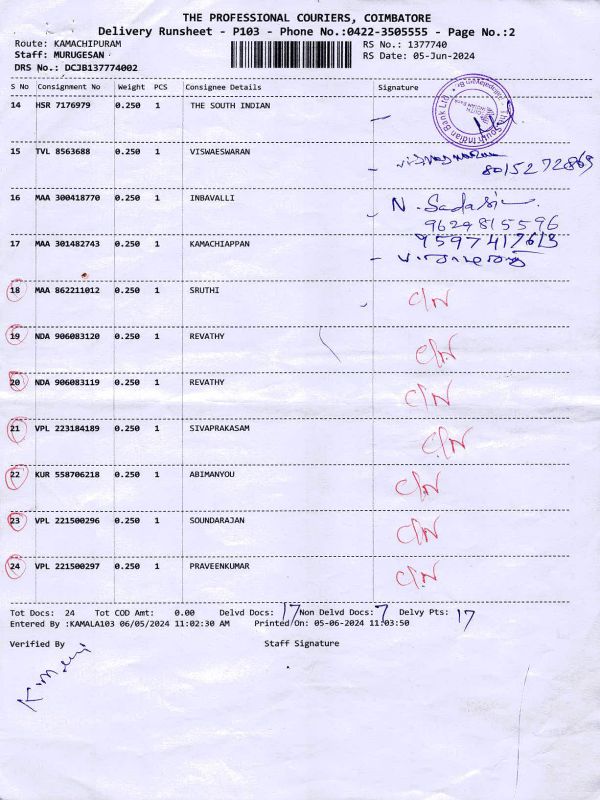 THE PROFESSIONAL COURIERS, COIMBATORE
Delivery Runsheet - P103 - Phone No.:0422-3505555 - Page No.:2
Route: KAMACHIPURAM RS No.: 1377740
Staff: MURUGESAN RS Date: 05-Jun-2024
DRS No.: DCJB137774002
S No Consignment No Weight PCS Consignee Details Signature
14 HSR 7176979 0.250 1 THE SOUTH INDIAN
The South Indian Bank Ltd.
15 TVL 8563688 0.250 1 VISWAESWARAN
8015272869
16 MAA 300418770 0.250 1 INBAVALLI N. Sadasi
9624815596
17 MAA 301482743 0.250 1 KAMACHIAPPAN 9597417613
18 MAA 862211012 0.250 1 SRUTHI C/N
19 NDA 906083120 0.250 1 REVATHY C/N
20 NDA 906083119 0.250 1 REVATHY C/N
21 VPL 223184189 0.250 1 SIVAPRAKASAM C/N
22 KUR 558706218 0.250 1 ABIMANYOU C/N
23 VPL 221500296 0.250 1 SOUNDARAJAN C/N
24 VPL 221500297 0.250 1 PRAVEENKUMAR C/N
Tot Docs: 24 Tot COD Amt: 0.00 Delvd Docs: 17 Non Delvd Docs: 7 Delvy Pts: 17
Entered By :KAMALA103 06/05/2024 11:02:30 AM Printed On: 05-06-2024 11:03:50
Verified By Staff Signature